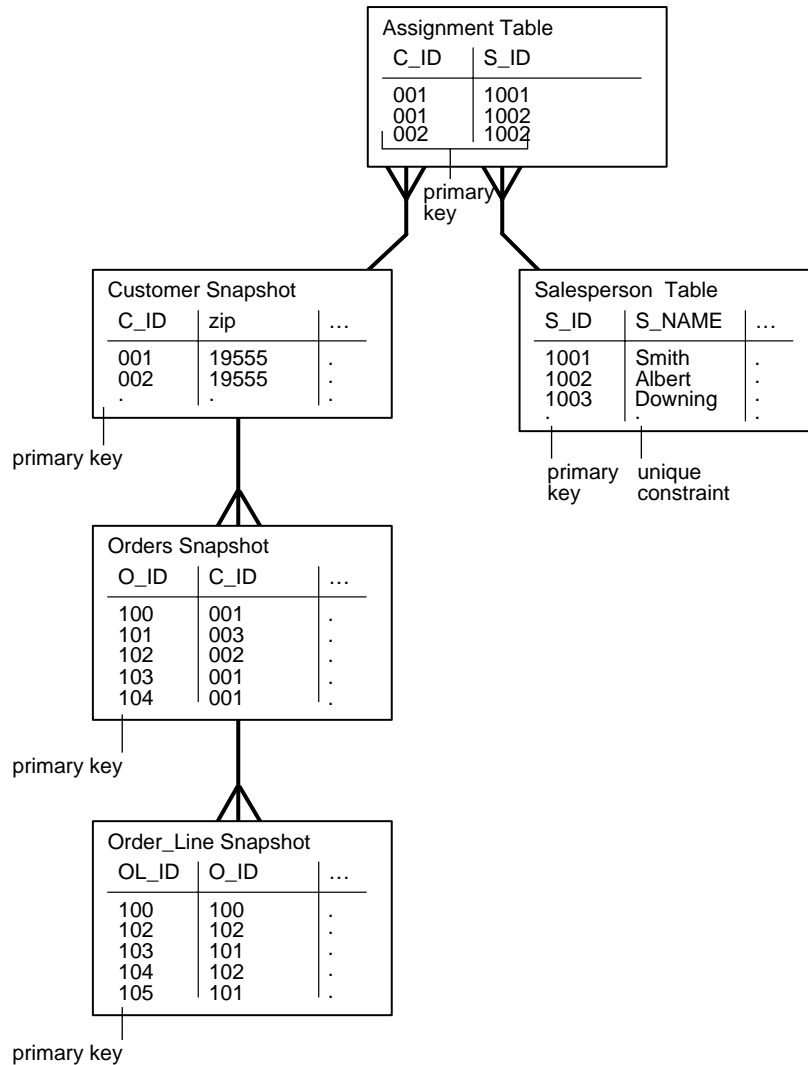 Assignment Table
C_ID S_ID
001 1001
001 1002
002 1002
primary
key
Customer Snapshot
C_ID zip ...
001 19555 .
002 19555 .
. . .
primary key
Salesperson Table
S_ID S_NAME ...
1001 Smith .
1002 Albert .
1003 Downing .
. . .
primary
key
unique
constraint
Orders Snapshot
O_ID C_ID ...
100 001 .
101 003 .
102 002 .
103 001 .
104 001 .
primary key
Order_Line Snapshot
OL_ID O_ID ...
100 100 .
102 102 .
103 101 .
104 102 .
105 101 .
primary key